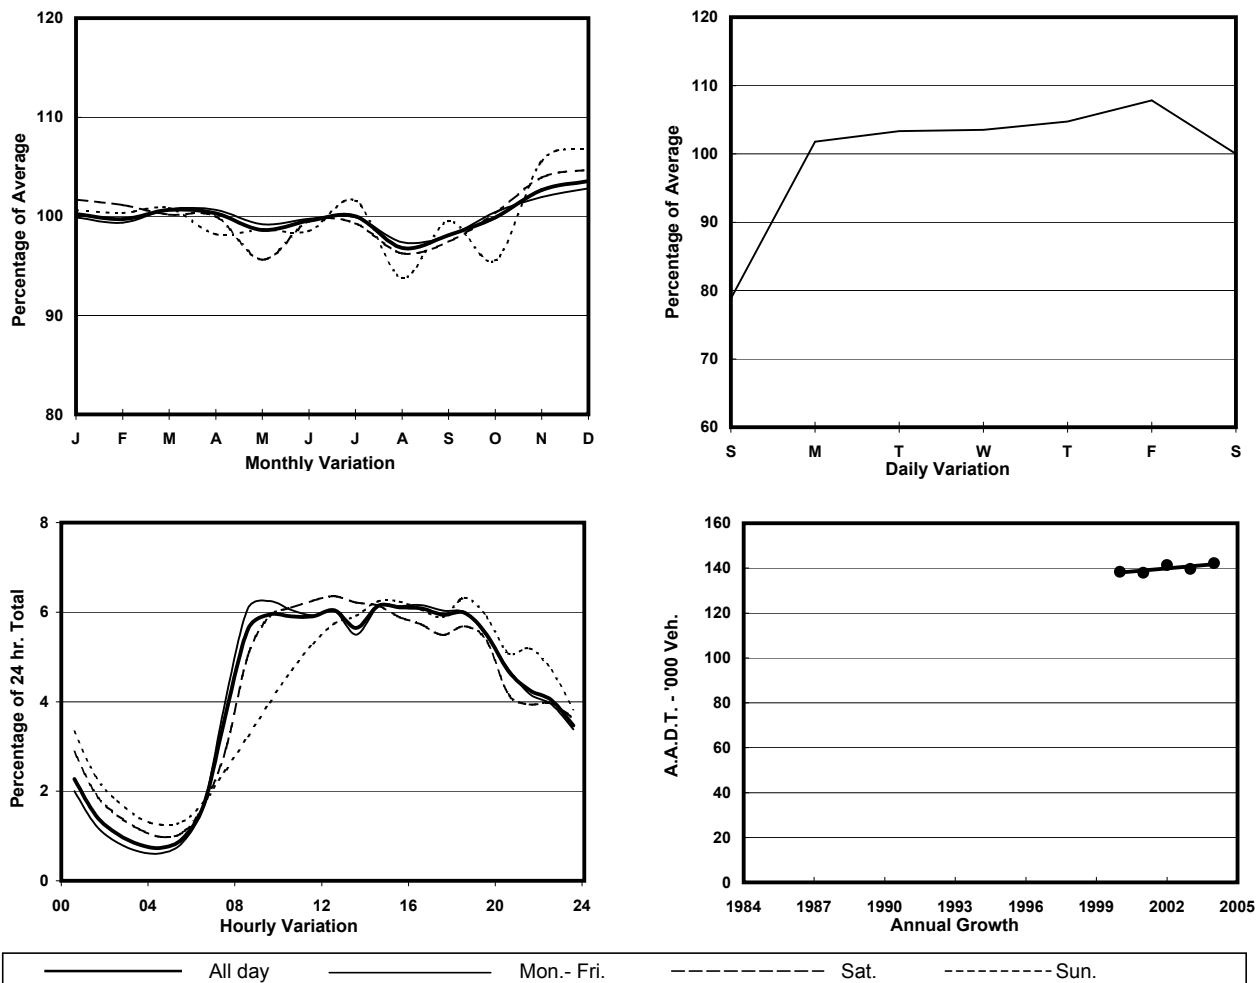 120
110
100
90
80
Percentage of Average
J F M A M J J A S O N D
Monthly Variation
120
110
100
90
80
70
60
Percentage of Average
S M T W T F S
Daily Variation
8
6
4
2
0
Percentage of 24 hr. Total
00 04 08 12 16 20 24
Hourly Variation
160
140
120
100
80
60
40
20
0
A.A.D.T. - '000 Veh.
1984 1987 1990 1993 1996 1999 2002 2005
Annual Growth
All day Mon.- Fri. Sat. Sun.